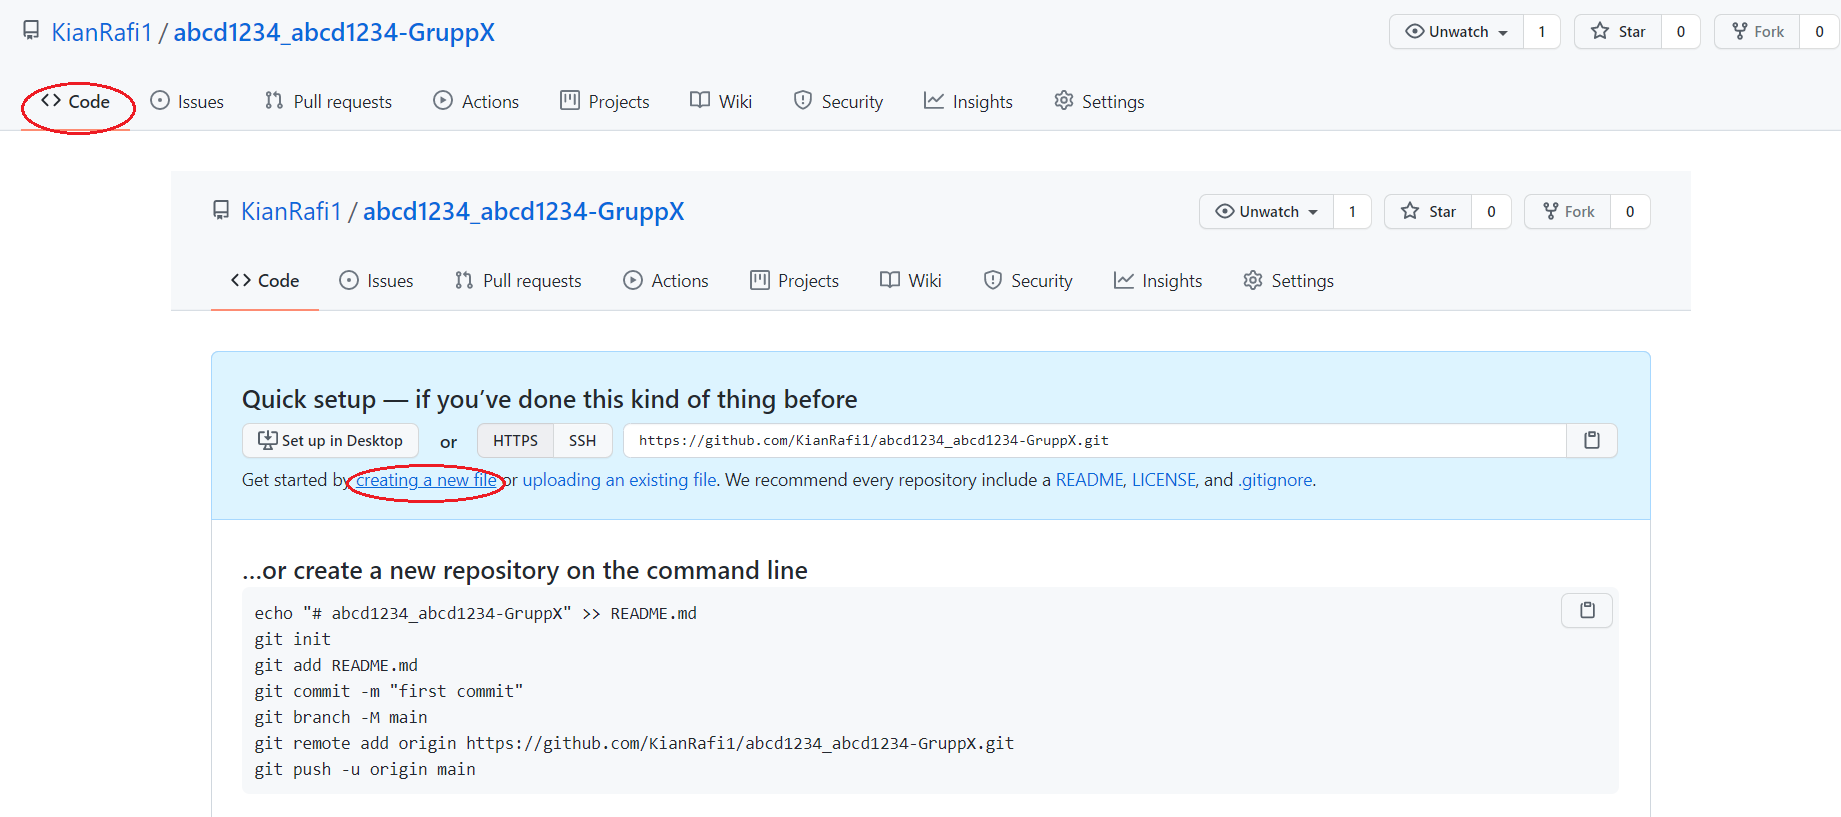 KianRafi1 / abcd1234_abcd1234-GruppX Unwatch 1 Star 0 Fork 0
Code Issues Pull requests Actions Projects Wiki Security Insights Settings
KianRafi1 / abcd1234_abcd1234-GruppX Unwatch 1 Star 0 Fork 0
Code Issues Pull requests Actions Projects Wiki Security Insights Settings
Quick setup — if you’ve done this kind of thing before
Set up in Desktop or HTTPS SSH https://github.com/KianRafi1/abcd1234_abcd1234-GruppX.git
Get started by creating a new file or uploading an existing file. We recommend every repository include a README, LICENSE, and .gitignore.
…or create a new repository on the command line
echo "# abcd1234_abcd1234-GruppX" >> README.md
git init
git add README.md
git commit -m "first commit"
git branch -M main
git remote add origin https://github.com/KianRafi1/abcd1234_abcd1234-GruppX.git
git push -u origin main